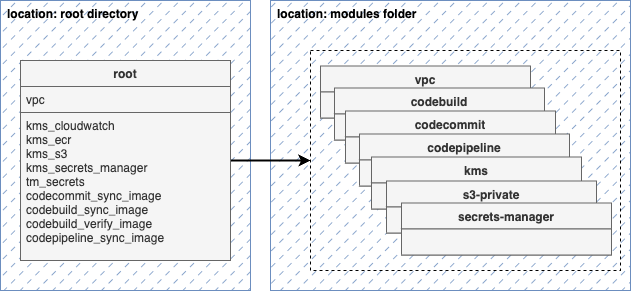 location: root directory
root
vpc
kms_cloudwatch
kms_ecr
kms_s3
kms_secrets_manager
tm_secrets
codecommit_sync_image
codebuild_sync_image
codebuild_verify_image
codepipeline_sync_image
location: modules folder
vpc
codebuild
codecommit
codepipeline
kms
s3-private
secrets-manager